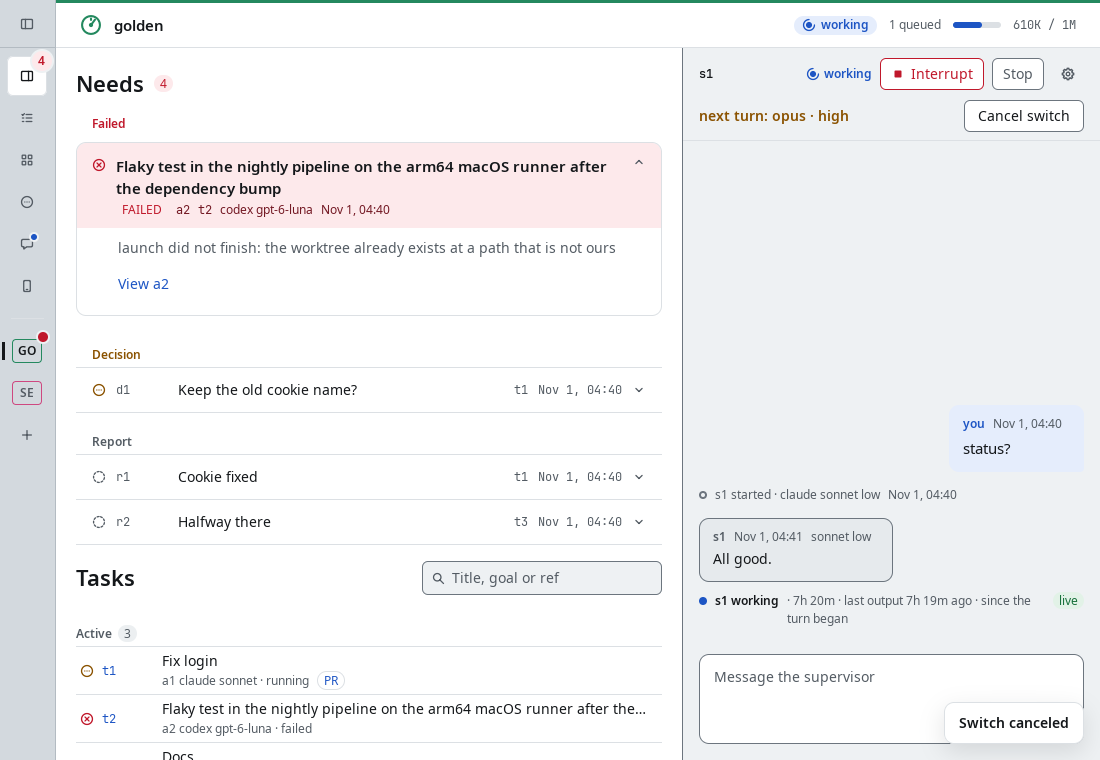 golden
working
1 queued
610K / 1M
4
GO
SE
Needs 4
Failed
Flaky test in the nightly pipeline on the arm64 macOS runner after
the dependency bump
FAILED a2 t2 codex gpt-6-luna Nov 1, 04:40
launch did not finish: the worktree already exists at a path that is not ours
View a2
Decision
d1 Keep the old cookie name? t1 Nov 1, 04:40
Report
r1 Cookie fixed t1 Nov 1, 04:40
r2 Halfway there t3 Nov 1, 04:40
Tasks
Title, goal or ref
Active 3
t1 Fix login
a1 claude sonnet · running PR
t2 Flaky test in the nightly pipeline on the arm64 macOS runner after the…
a2 codex gpt-6-luna · failed
Docs
s1
working
Interrupt
Stop
next turn: opus · high
Cancel switch
you Nov 1, 04:40
status?
s1 started · claude sonnet low Nov 1, 04:40
s1 Nov 1, 04:41 sonnet low
All good.
s1 working · 7h 20m · last output 7h 19m ago · since the
turn began
live
Message the supervisor
Switch canceled